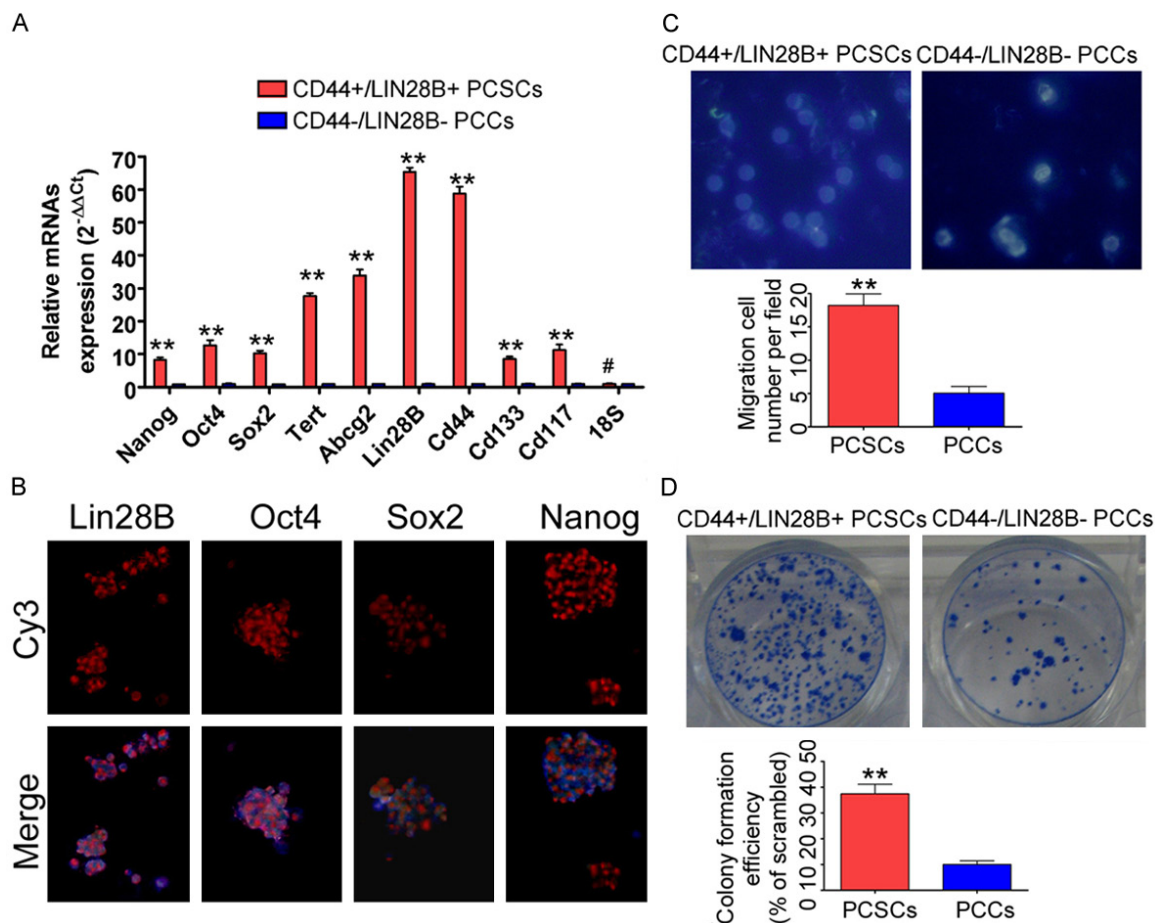 A
CD44+/LIN28B+ PCSCs
CD44-/LIN28B- PCCs
Relative mRNAs
expression (2-ΔΔCt)
70
60
50
40
30
20
10
0
** ** ** ** ** ** ** ** ** #
Nanog Oct4 Sox2 Tert Abcg2 Lin28B Cd44 Cd133 Cd117 18S
B
Lin28B Oct4 Sox2 Nanog
Cy3
Merge
C
CD44+/LIN28B+ PCSCs CD44-/LIN28B- PCCs
Migration cell
number per field
20
15
10
5
0
**
PCSCs PCCs
D
CD44+/LIN28B+ PCSCs CD44-/LIN28B- PCCs
Colony formation
efficiency
(% of scrambled)
50
40
30
20
10
0
**
PCSCs PCCs